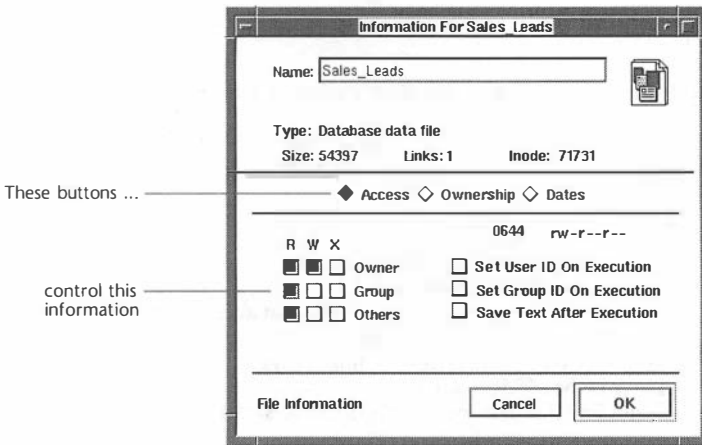 Information For Sales_Leads
Name: Sales_Leads
Type: Database data file
Size: 54397 Links: 1 Inode: 71731
These buttons ...
Access Ownership Dates
0644 rw-r--r--
R W X
Owner Set User ID On Execution
control this
information
Group Set Group ID On Execution
Others Save Text After Execution
File Information Cancel OK